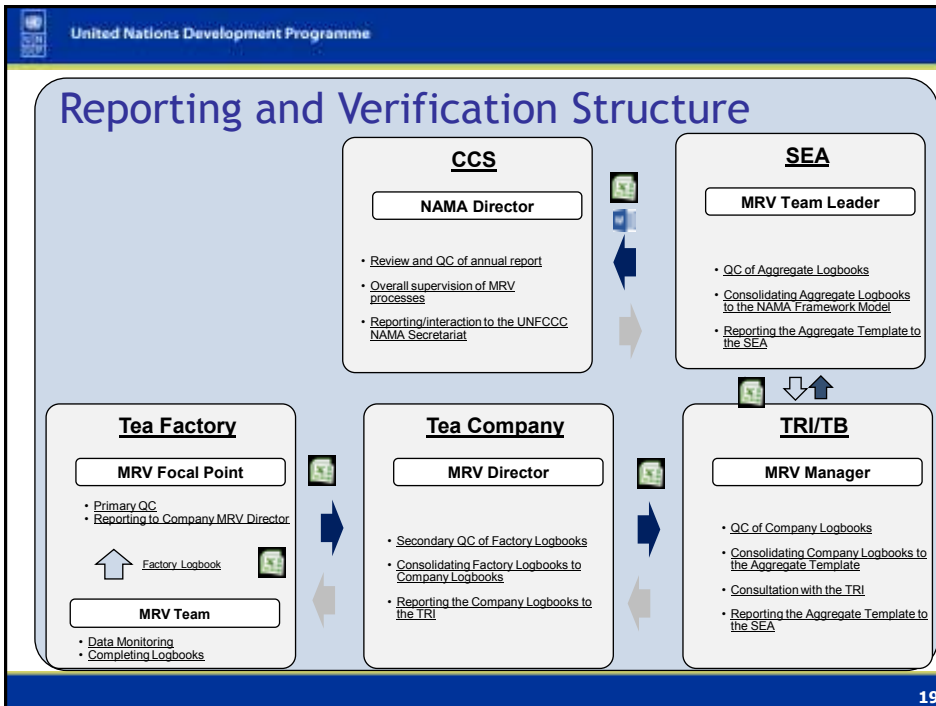 United Nations Development Programme
Reporting and Verification Structure
CCS
NAMA Director
• Review and QC of annual report
• Overall supervision of MRV
processes
• Reporting/interaction to the UNFCCC
NAMA Secretariat
SEA
MRV Team Leader
• QC of Aggregate Logbooks
• Consolidating Aggregate Logbooks
to the NAMA Framework Model
• Reporting the Aggregate Template to
the SEA
Tea Factory
MRV Focal Point
• Primary QC
• Reporting to Company MRV Director
Factory Logbook
MRV Team
• Data Monitoring
• Completing Logbooks
Tea Company
MRV Director
• Secondary QC of Factory Logbooks
• Consolidating Factory Logbooks to
Company Logbooks
• Reporting the Company Logbooks to
the TRI
TRI/TB
MRV Manager
• QC of Company Logbooks
• Consolidating Company Logbooks to
the Aggregate Template
• Consultation with the TRI
• Reporting the Aggregate Template to
the SEA
19